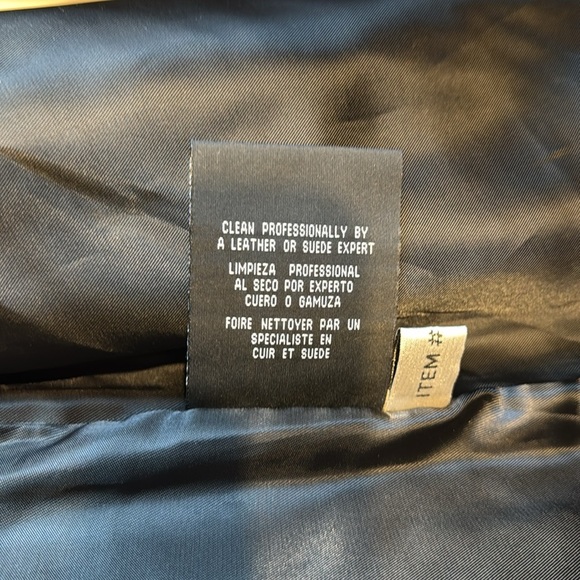 CLEAN PROFESSIONALLY BY
A LEATHER OR SUEDE EXPERT
LIMPIEZA PROFESSIONAL
AL SECO POR EXPERTO
CUERO O GAMUZA
FOIRE NETTOYER PAR UN
SPECIALISTE EN
CUIR ET SUEDE
ITEM #